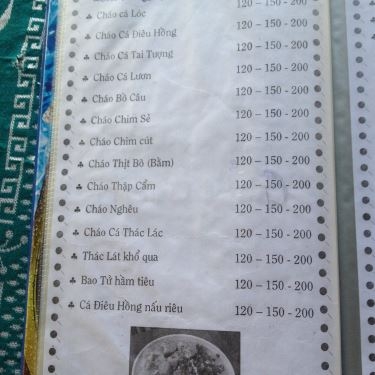 120 – 150 - 200
♣ Cháo cá Lóc 120 – 150 - 200
♣ Cháo Cá Điêu Hồng 120 – 150 - 200
♣ Cháo Cá Tai Tượng 120 – 150 - 200
♣ Cháo Cá Lươn 120 – 150 - 200
♣ Cháo Bồ Câu 120 – 150 - 200
♣ Cháo Chim Sẻ 120 – 150 - 200
♣ Cháo Chim cút 120 – 150 - 200
♣ Cháo Thịt Bò (Bằm) 120 – 150 - 200
♣ Cháo Thập Cẩm 120 – 150 - 200
♣ Cháo Nghêu 120 – 150 - 200
♣ Cháo Cá Thác Lác 120 – 150 - 200
♣ Thác Lát khổ qua 120 – 150 - 200
♣ Bao Tử hầm tiêu 120 – 150 - 200
♣ Cá Điêu Hồng nấu riêu 120 – 150 - 200